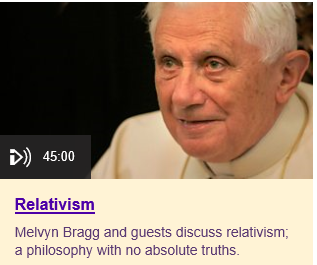 45:00
Relativism
Melvyn Bragg and guests discuss relativism;
a philosophy with no absolute truths.